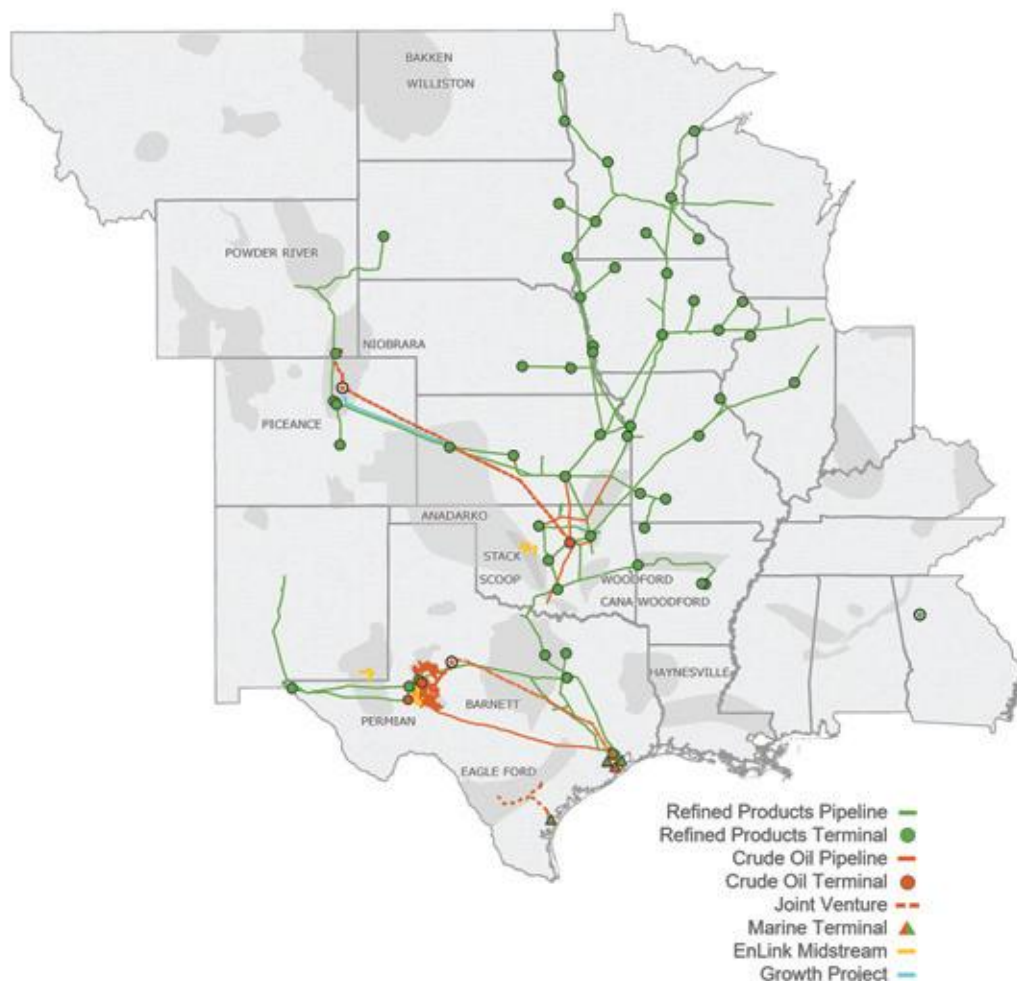 BAKKEN
WILLISTON
POWDER RIVER
NIOBRARA
PIICEANCE
ANADARKO
STACK
SCOOP
WOODFORD
CANA WOODFORD
HAYNESVILLE
BARNETT
PERMIAN
EAGLE FORD
Refined Products Pipeline
Refined Products Terminal
Crude Oil Pipeline
Crude Oil Terminal
Joint Venture
Marine Terminal
EnLink Midstream
Growth Project